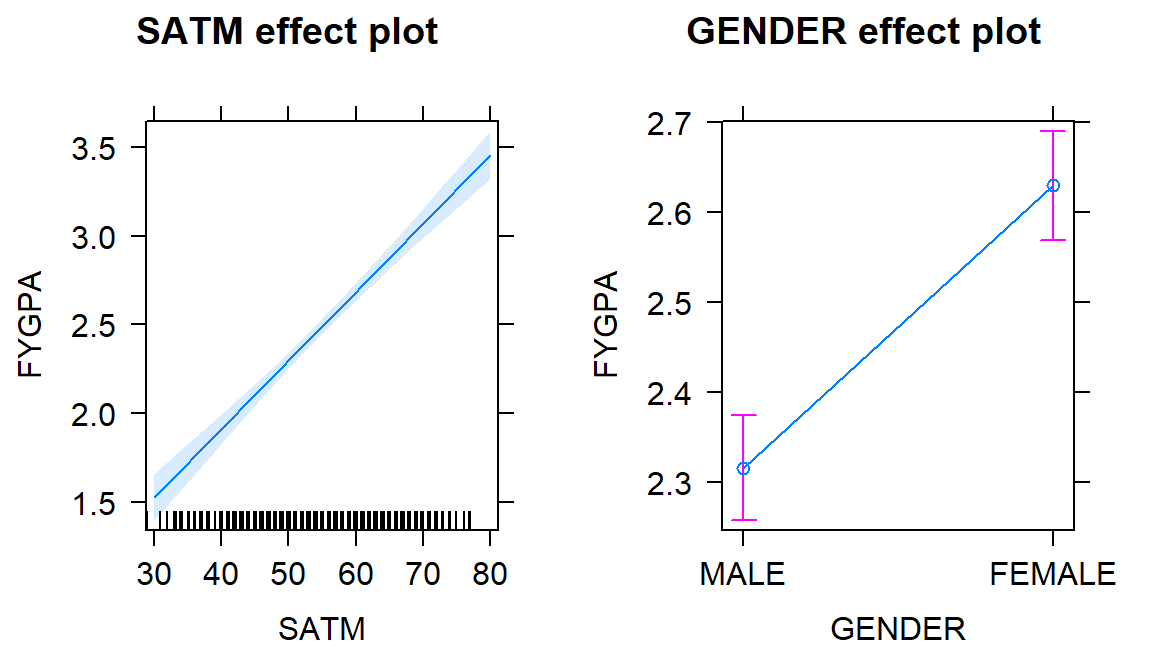 SATM effect plot
FYGPA
3.5
3.0
2.5
2.0
1.5
30 40 50 60 70 80
SATM
GENDER effect plot
FYGPA
2.7
2.6
2.5
2.4
2.3
MALE FEMALE
GENDER